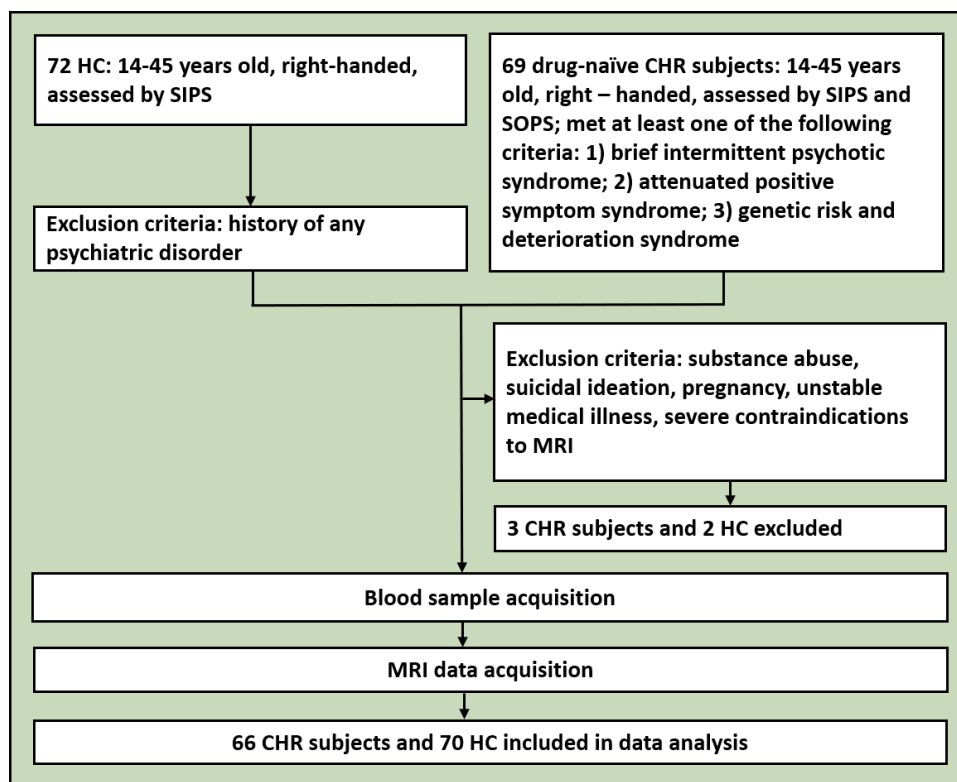 72 HC: 14-45 years old, right-handed,
assessed by SIPS
69 drug-naïve CHR subjects: 14-45 years
old, right – handed, assessed by SIPS and
SOPS; met at least one of the following
criteria: 1) brief intermittent psychotic
syndrome; 2) attenuated positive
symptom syndrome; 3) genetic risk and
deterioration syndrome
Exclusion criteria: history of any
psychiatric disorder
Exclusion criteria: substance abuse,
suicidal ideation, pregnancy, unstable
medical illness, severe contraindications
to MRI
3 CHR subjects and 2 HC excluded
Blood sample acquisition
MRI data acquisition
66 CHR subjects and 70 HC included in data analysis